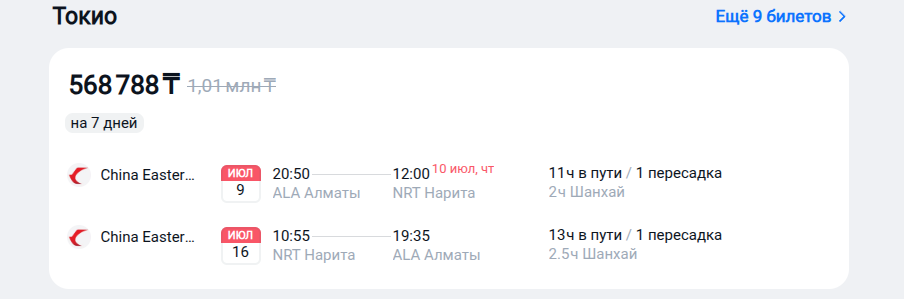 Токио
Ещё 9 билетов
568 788 ₸ 1,01 млн ₸
на 7 дней
China Easter...
ИЮЛ
9
20:50
ALA Алматы
12:00 10 июл, чт
NRT Нарита
11ч в пути / 1 пересадка
2ч Шанхай
China Easter...
ИЮЛ
16
10:55
NRT Нарита
19:35
ALA Алматы
13ч в пути / 1 пересадка
2.5ч Шанхай